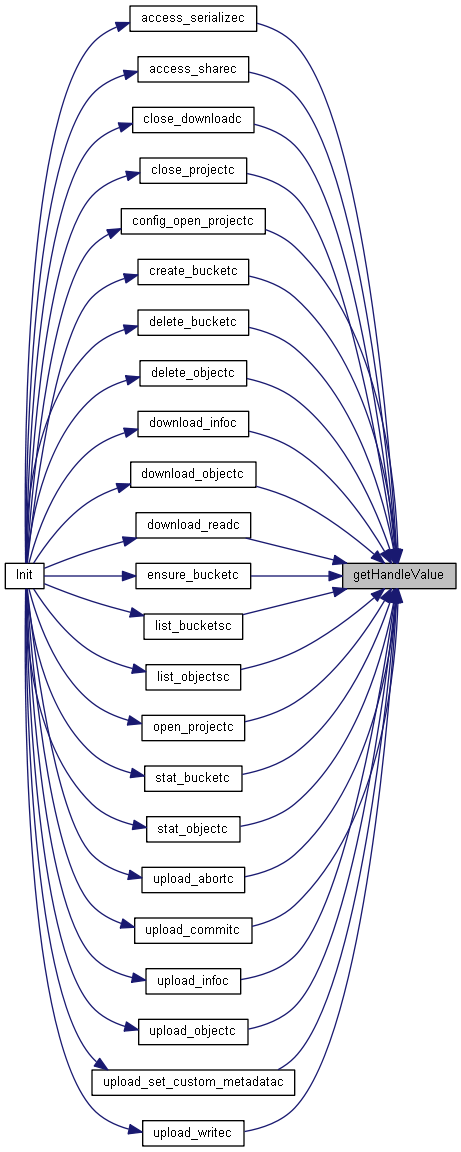 access_serializec
access_sharec
close_downloadc
close_projectc
config_open_projectc
create_bucketc
delete_bucketc
delete_objectc
download_infoc
download_objectc
download_readc
Init
ensure_bucketc
getHandleValue
list_bucketsc
list_objectsc
open_projectc
stat_bucketc
stat_objectc
upload_abortc
upload_commitc
upload_infoc
upload_objectc
upload_set_custom_metadatac
upload_writec